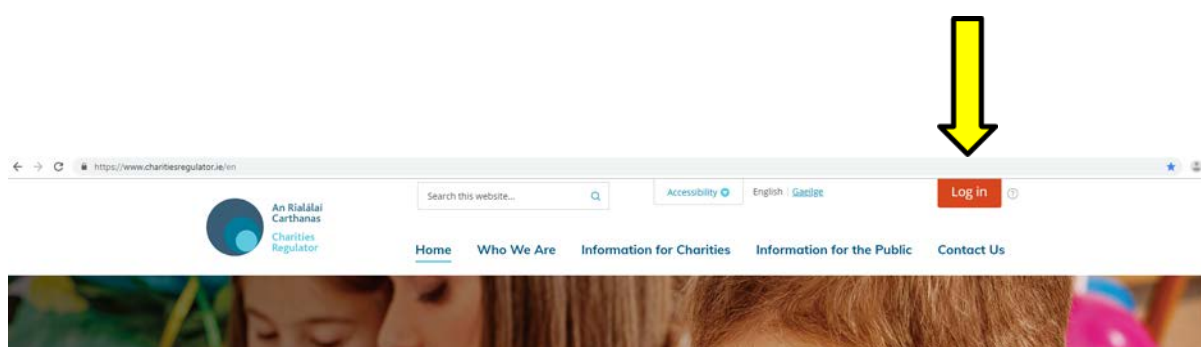 https://www.charitiesregulator.ie/en
Search this website...
Accessibility
English | Gaeilge
Log in
An Rialálaí
Carthanas
Charities
Regulator
Home Who We Are Information for Charities Information for the Public Contact Us